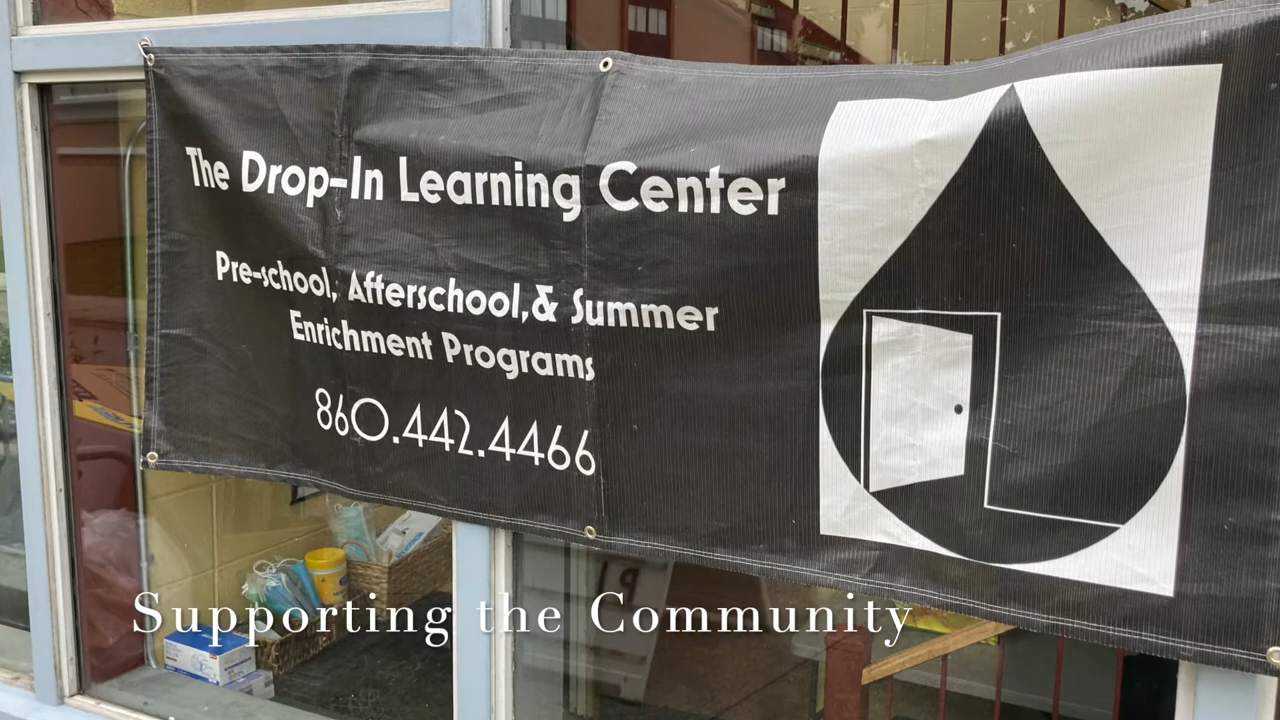 The Drop-In Learning Center
Pre-school, Afterschool,& Summer
Enrichment Programs
860.442.4466
Supporting the Community